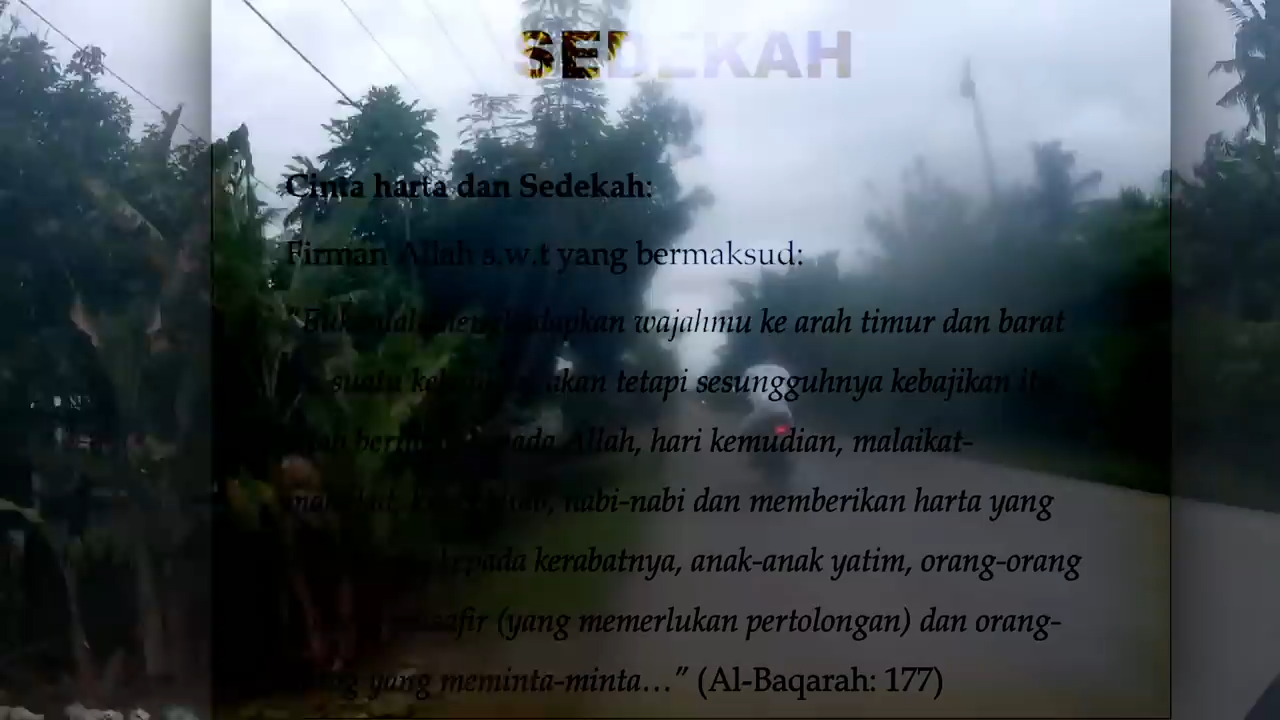 SEDEKAH
Cinta harta dan Sedekah:
Firman Allah s.w.t yang bermaksud:
wajahmu ke arah timur dan barat
suatu akan tetapi sesungguhnya kebajikan itu
Allah, hari kemudian, malaikat-
nabi-nabi dan memberikan harta yang
kepada kerabatnya, anak-anak yatim, orang-orang
(yang memerlukan pertolongan) dan orang-
yang meminta-minta…” (Al-Baqarah: 177)